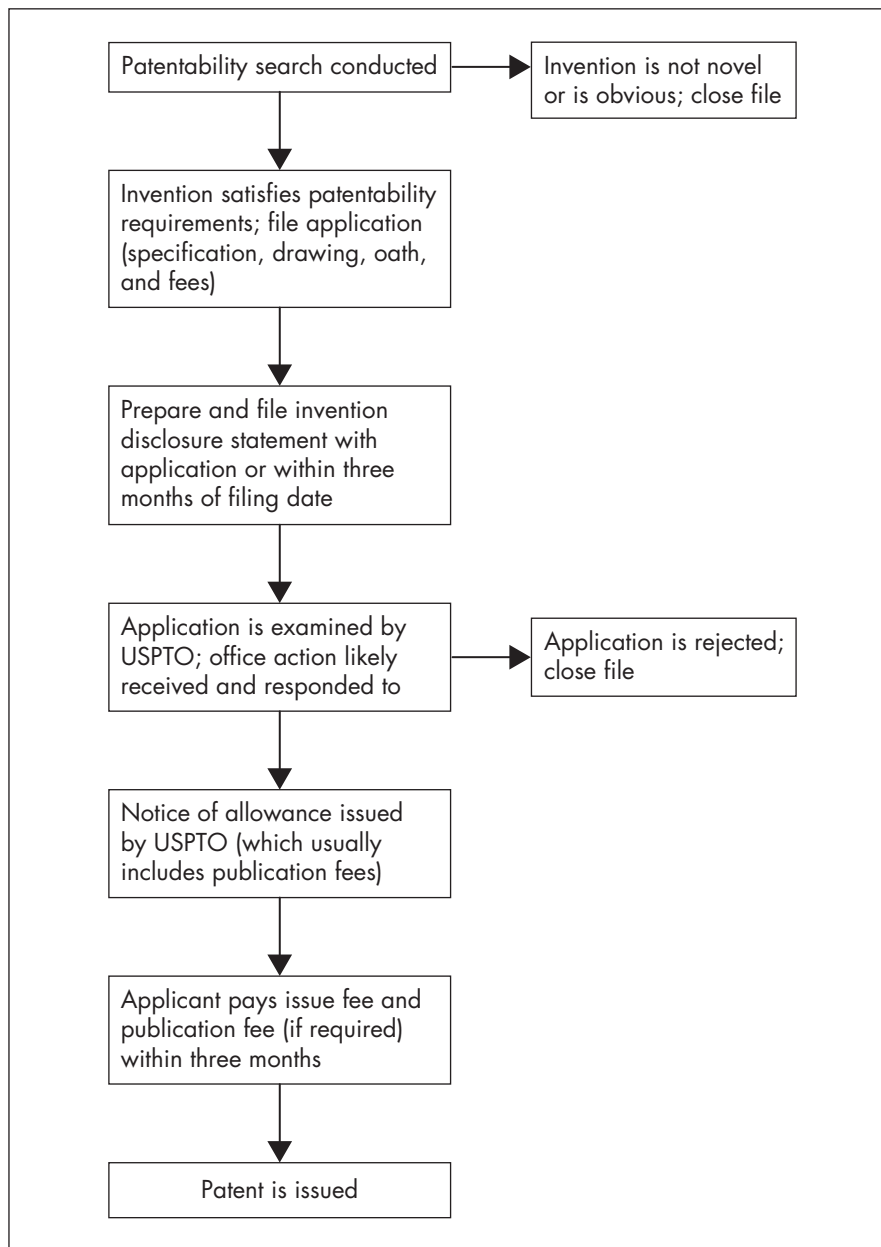 Patentability search conducted
Invention is not novel
or is obvious; close file
Invention satisfies patentability
requirements; file application
(specification, drawing, oath,
and fees)
Prepare and file invention
disclosure statement with
application or within three
months of filing date
Application is examined by
USPTO; office action likely
received and responded to
Application is rejected;
close file
Notice of allowance issued
by USPTO (which usually
includes publication fees)
Applicant pays issue fee and
publication fee (if required)
within three months
Patent is issued